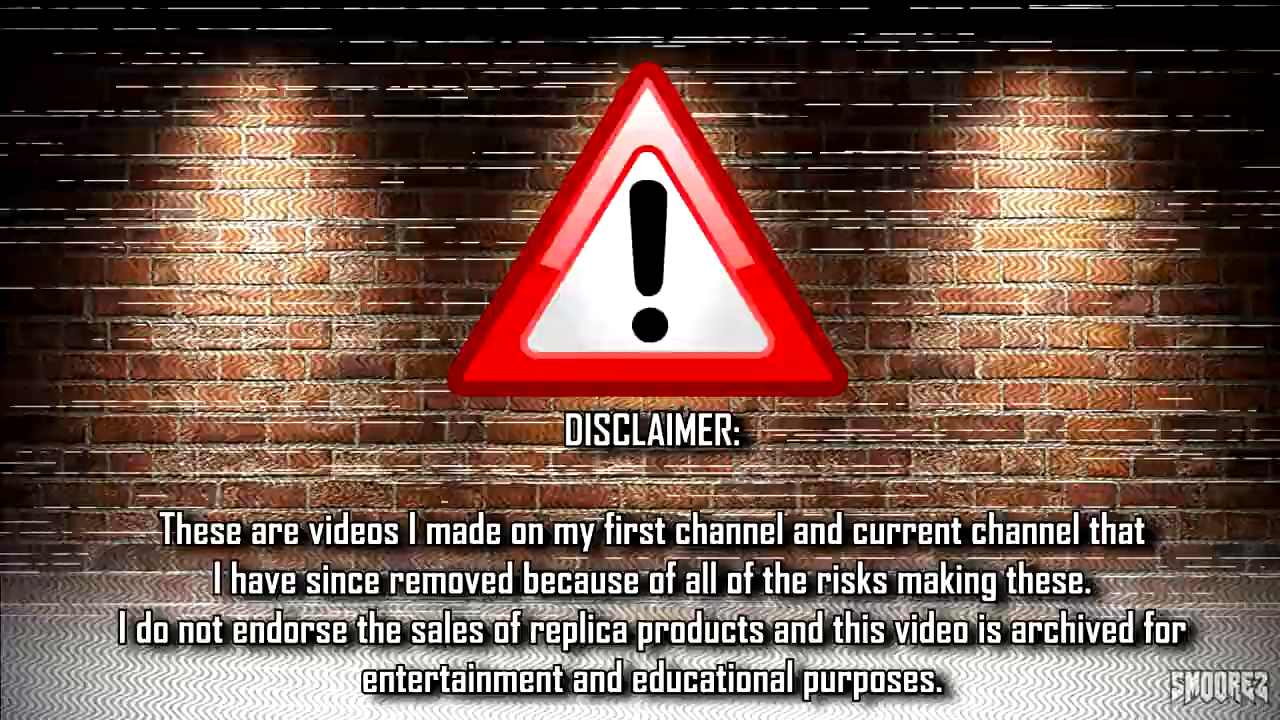 DISCLAIMER:
These are videos I made on my first channel and current channel that
I have since removed because of all of the risks making these.
I do not endorse the sales of replica products and this video is archived for
entertainment and educational purposes.
SMOOREZ